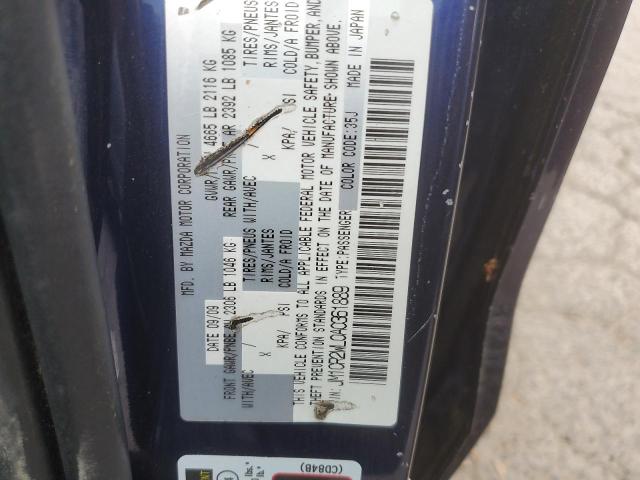 MFD. BY MAZDA MOTOR CORPORATION
DATE 09/09 GVWR/ 4665 LB 2116 KG
FRONT GAWR/PNBE AV 2306 LB 1046 KG REAR GAWR/PNBE AR 2392 LB 1085 KG
WITH/AVEC TIRES/PNEUS WITH/AVEC TIRES/PNEUS
X RIMS/JANTES X RIMS/JANTES
KPA/ PSI COLD/A FROID KPA/ PSI COLD/A FROID
THIS VEHICLE CONFORMS TO ALL APPLICABLE FEDERAL MOTOR VEHICLE SAFETY, BUMPER, AND
THEFT PREVENTION STANDARDS IN EFFECT ON THE DATE OF MANUFACTURE SHOWN ABOVE.
JM1CR2WL0A0361889 TYPE:PASSENGER COLOR CODE:35J MADE IN JAPAN
(CD84B)